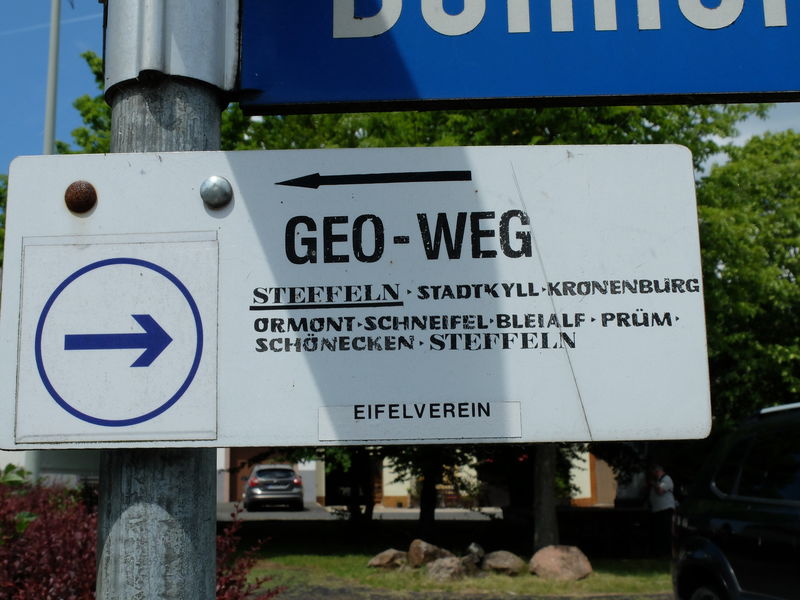 GEO-WEG
STEFFELN · STADTKYLL · KRONENBURG
ORMONT · SCHNEIFEL · BLEIALF · PRÜM ·
SCHÖNECKEN · STEFFELN
EIFELVEREIN